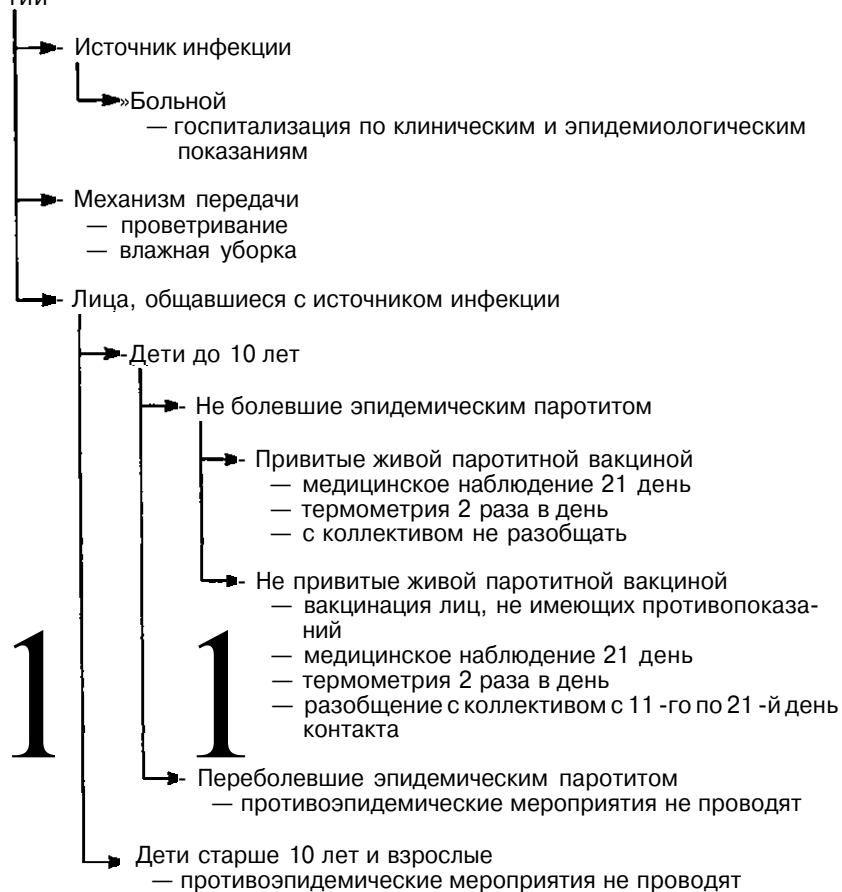 тий
- Источник инфекции
»Больной
— госпитализация по клиническим и эпидемиологическим
показаниям
- Механизм передачи
— проветривание
— влажная уборка
- Лица, общавшиеся с источником инфекции
-Дети до 10 лет
- Не болевшие эпидемическим паротитом
- Привитые живой паротитной вакциной
— медицинское наблюдение 21 день
— термометрия 2 раза в день
— с коллективом не разобщать
- Не привитые живой паротитной вакциной
— вакцинация лиц, не имеющих противопоказа-
ний
— медицинское наблюдение 21 день
— термометрия 2 раза в день
— разобщение с коллективом с 11 -го по 21 -й день
контакта
1 1
- Переболевшие эпидемическим паротитом
— противоэпидемические мероприятия не проводят
Дети старше 10 лет и взрослые
— противоэпидемические мероприятия не проводят